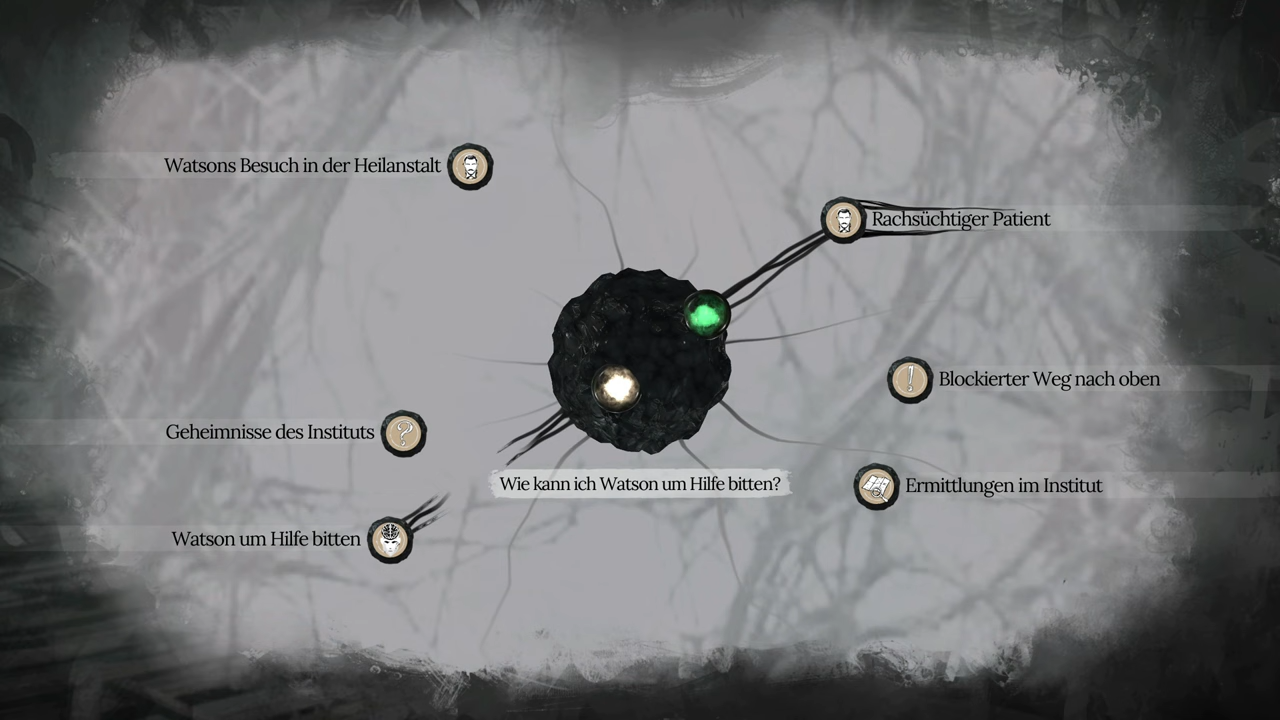 Watsons Besuch in der Heilanstalt
Rachsüchtiger Patient
Blockierter Weg nach oben
Geheimnisse des Instituts
Wie kann ich Watson um Hilfe bitten?
Ermittlungen im Institut
Watson um Hilfe bitten